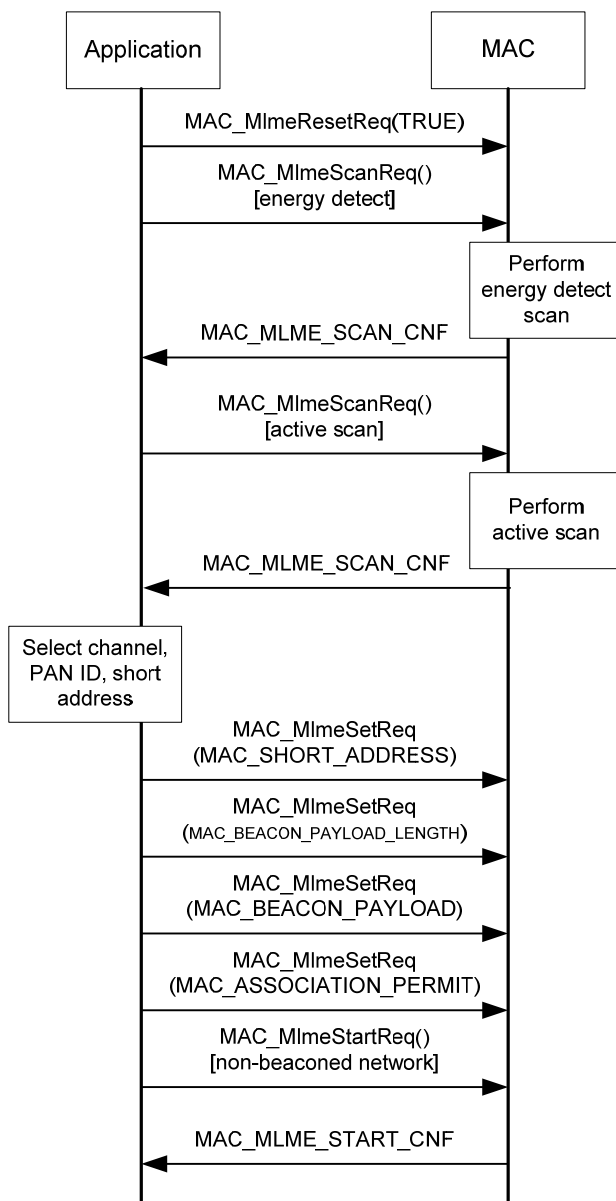 Application
MAC
MAC_MlmeResetReq(TRUE)
MAC_MlmeScanReq()
[energy detect]
Perform
energy detect
scan
MAC_MLME_SCAN_CNF
MAC_MlmeScanReq()
[active scan]
Perform
active scan
MAC_MLME_SCAN_CNF
Select channel,
PAN ID, short
address
MAC_MlmeSetReq
(MAC_SHORT_ADDRESS)
MAC_MlmeSetReq
(MAC_BEACON_PAYLOAD_LENGTH)
MAC_MlmeSetReq
(MAC_BEACON_PAYLOAD)
MAC_MlmeSetReq
(MAC_ASSOCIATION_PERMIT)
MAC_MlmeStartReq()
[non-beaconed network]
MAC_MLME_START_CNF